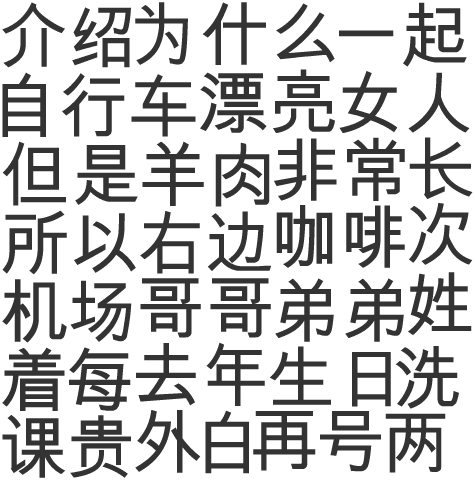 介绍为什么一起
自行车漂亮女人
但是羊肉非常长
所以右边咖啡次
机场哥哥弟弟姓
着每去年生日洗
课贵外白再号两